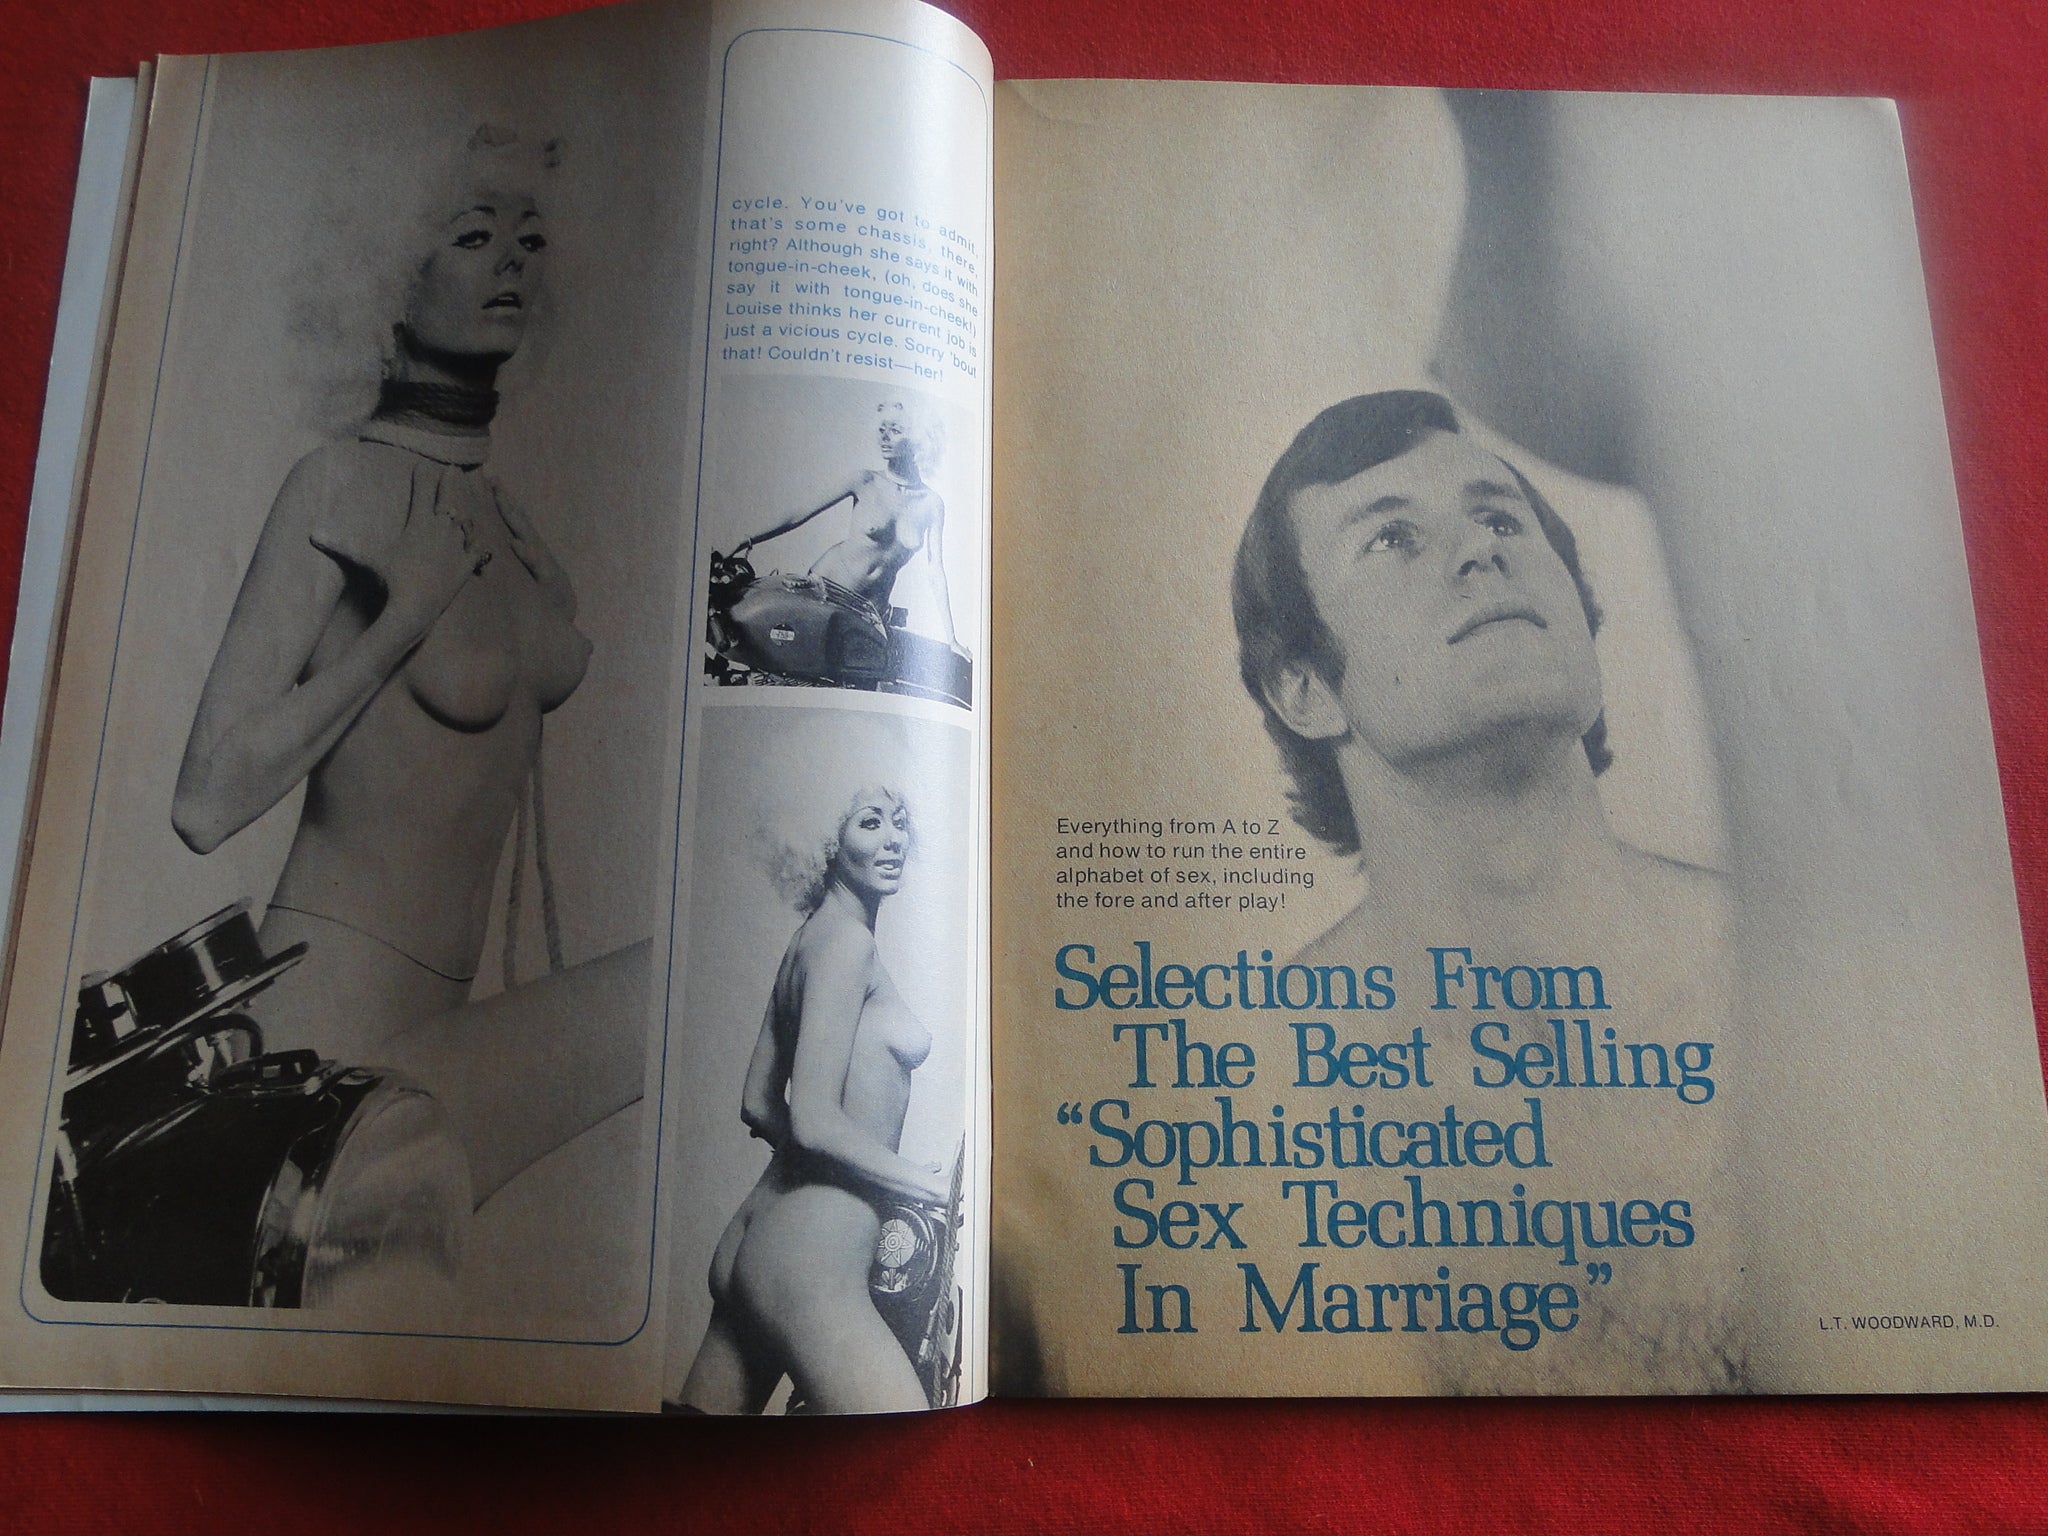 cycle. You've got to admit,
that's some chassis, there,
right? Although she says it with
tongue-in-cheek, (oh, does she
say it with tongue-in-cheek!)
Louise thinks her current job is
just a vicious cycle. Sorry 'bout
that! Couldn't resist—her!
Everything from A to Z
and how to run the entire
alphabet of sex, including
the fore and after play!
Selections From
The Best Selling
“Sophisticated
Sex Techniques
In Marriage”
L.T. WOODWARD, M.D.